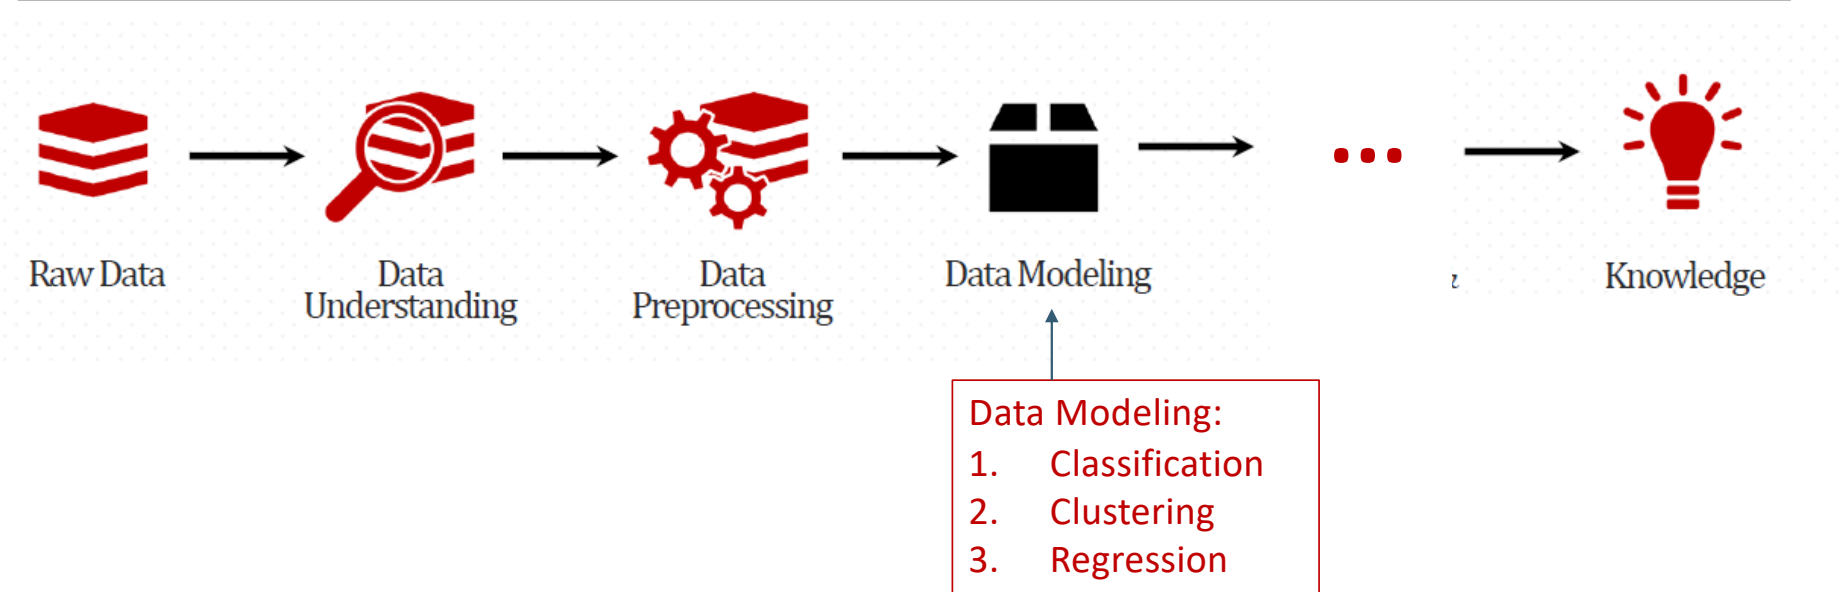 Raw Data
Data
Understanding
Data
Preprocessing
Data Modeling
...
Knowledge
Data Modeling:
1. Classification
2. Clustering
3. Regression